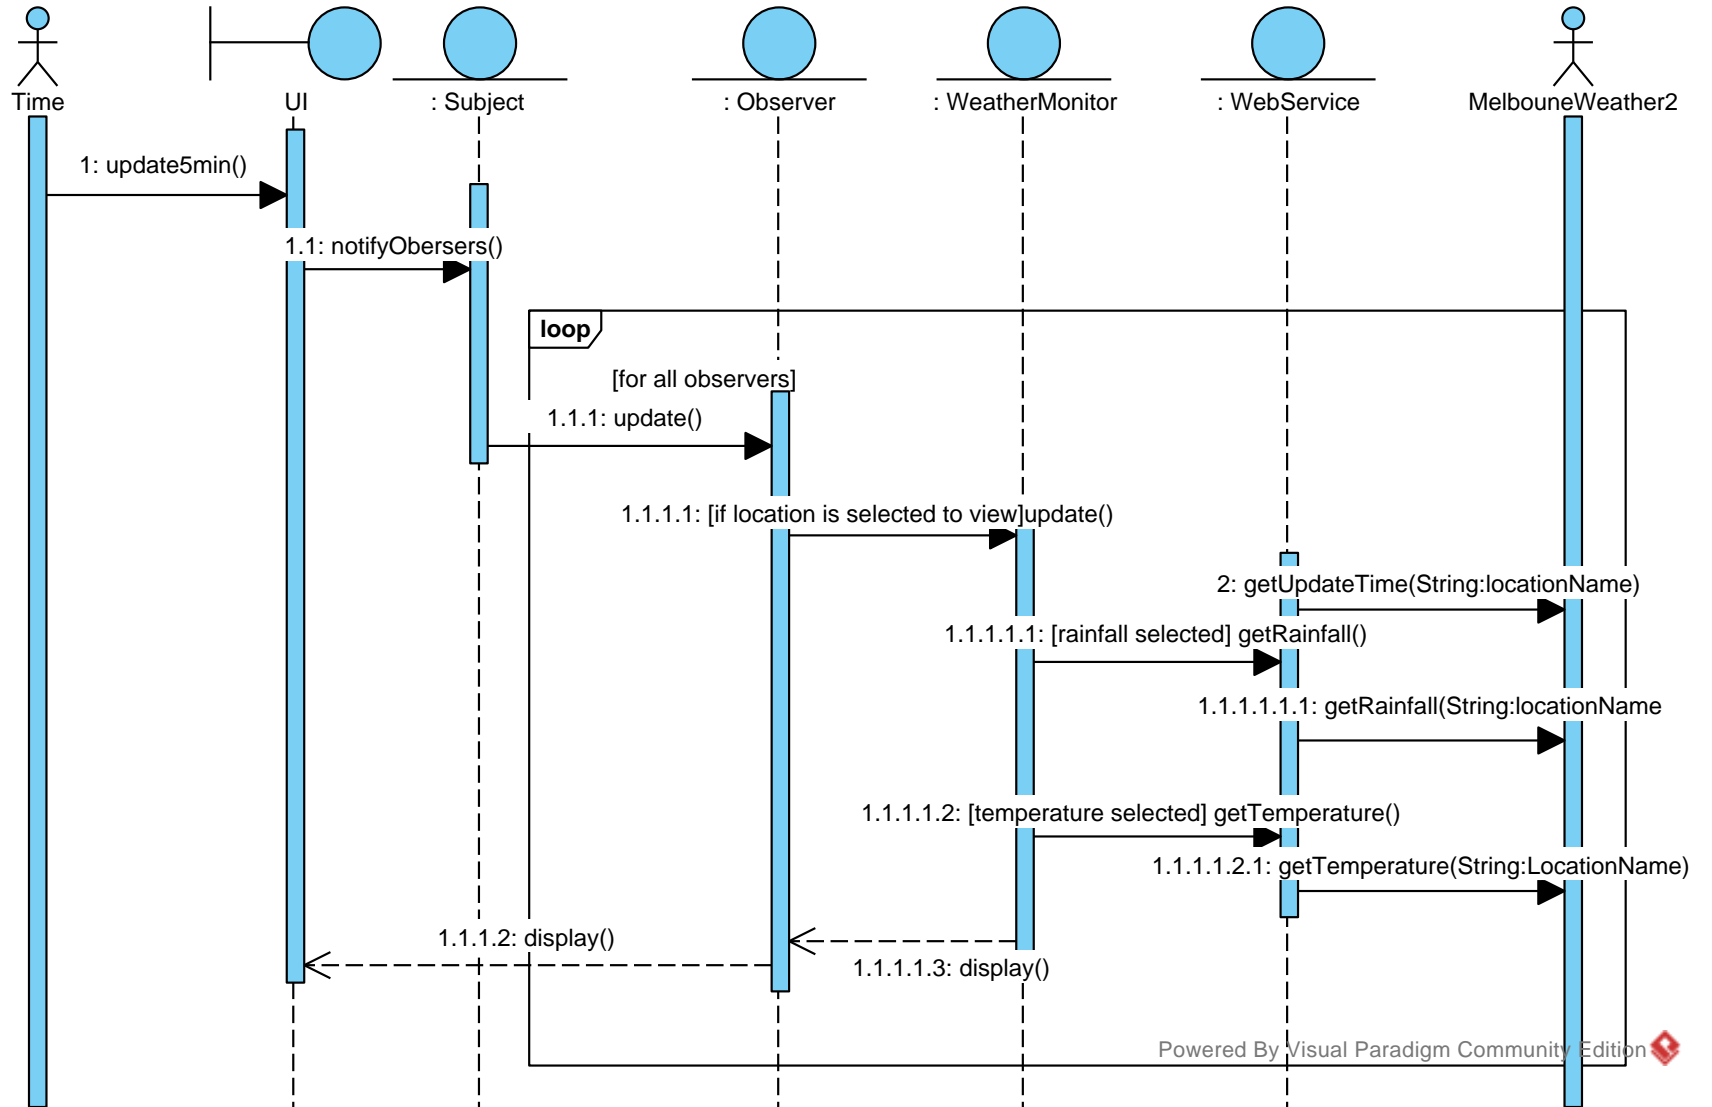 Time
UI
: Subject
: Observer
: WeatherMonitor
: WebService
MelbouneWeather2
1: update5min()
1.1: notifyObersers()
loop
[for all observers]
1.1.1: update()
1.1.1.1: [if location is selected to view]update()
2: getUpdateTime(String:locationName)
1.1.1.1.1: [rainfall selected] getRainfall()
1.1.1.1.1.1: getRainfall(String:locationName
1.1.1.1.2: [temperature selected] getTemperature()
1.1.1.1.2.1: getTemperature(String:LocationName)
1.1.1.2: display()
1.1.1.1.3: display()
Powered By Visual Paradigm Community Edition